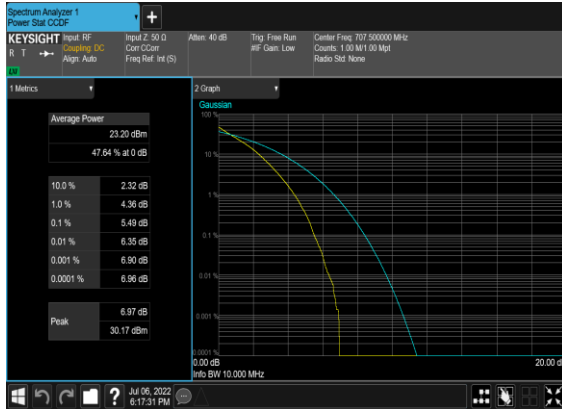 Spectrum Analyzer 1
Power Stat CCDF
+
KEYSIGHT
R T
LU
Input: RF
Coupling: DC
Align: Auto
Input Z: 50 Ω
Corr CCorr
Freq Ref: Int (S)
Atten: 40 dB
Trig: Free Run
#IF Gain: Low
Center Freq: 707.500000 MHz
Counts: 1.00 M/1.00 Mpt
Radio Std: None
1 Metrics
Average Power
23.20 dBm
47.64 % at 0 dB
10.0 % 2.32 dB
1.0 % 4.36 dB
0.1 % 5.49 dB
0.01 % 6.35 dB
0.001 % 6.90 dB
0.0001 % 6.96 dB
Peak
6.97 dB
30.17 dBm
2 Graph
Gaussian
100 %
10 %
1 %
0.1 %
0.01 %
0.001 %
0.0001 %
0.00 dB
20.00 d
Info BW 10.000 MHz
?
Jul 06, 2022
6:17:31 PM